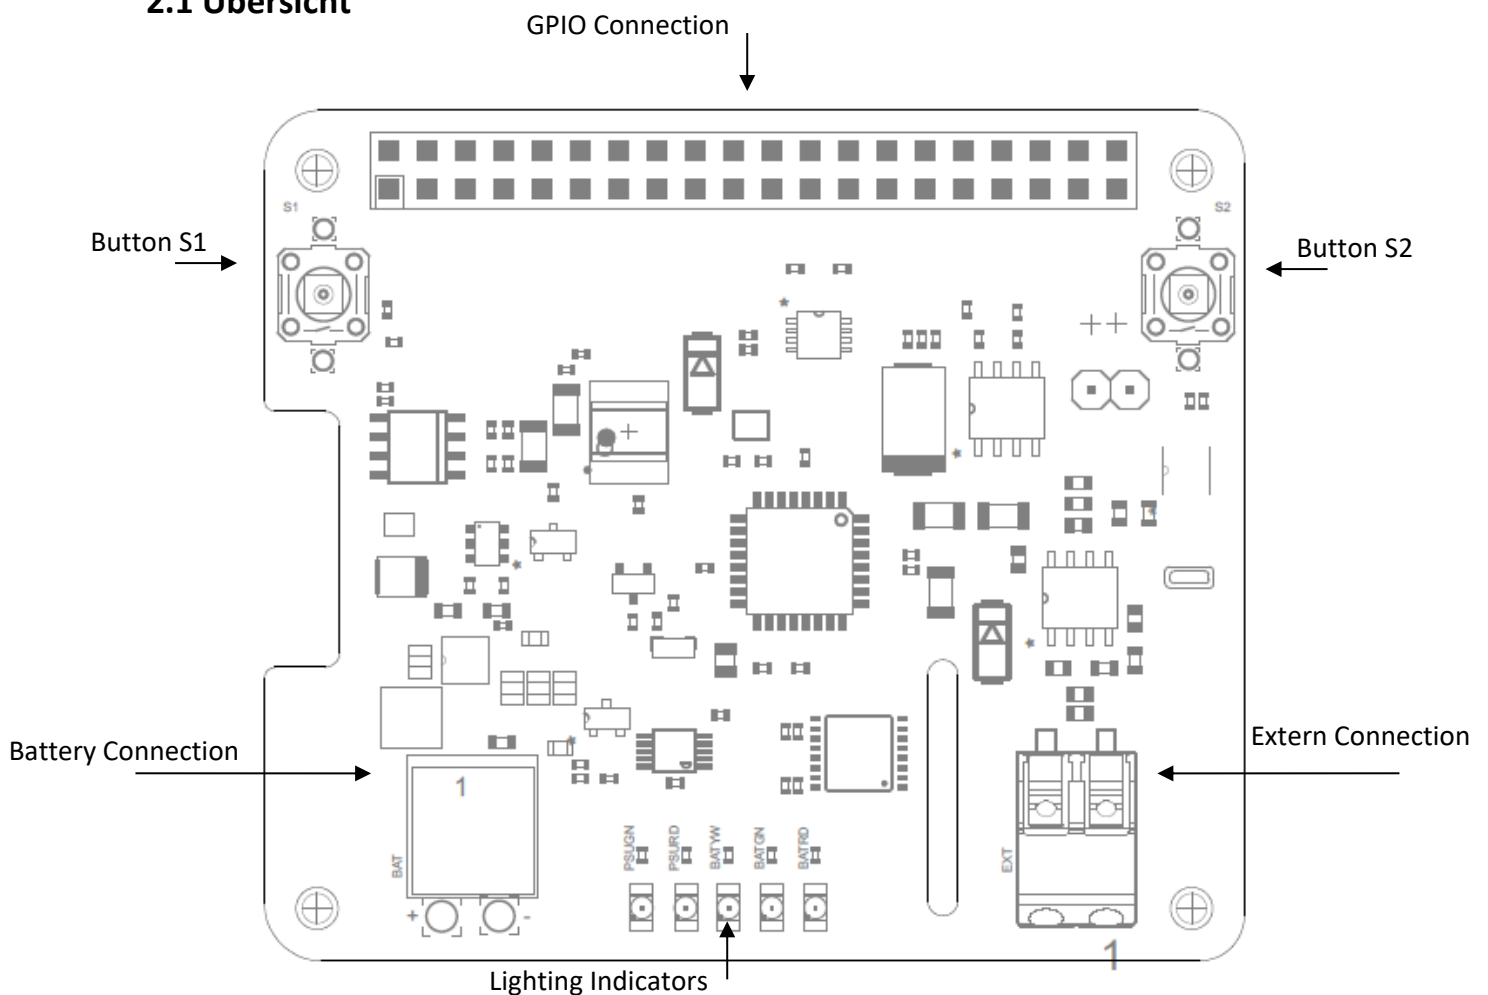 2.1 Übersicht
GPIO Connection
S1
S2
Button S1
Button S2
Battery Connection
Extern Connection
1
BAT
+
-
PSUGN
PSURD
BATYW
BATGN
BATRD
EXT
1
Lighting Indicators